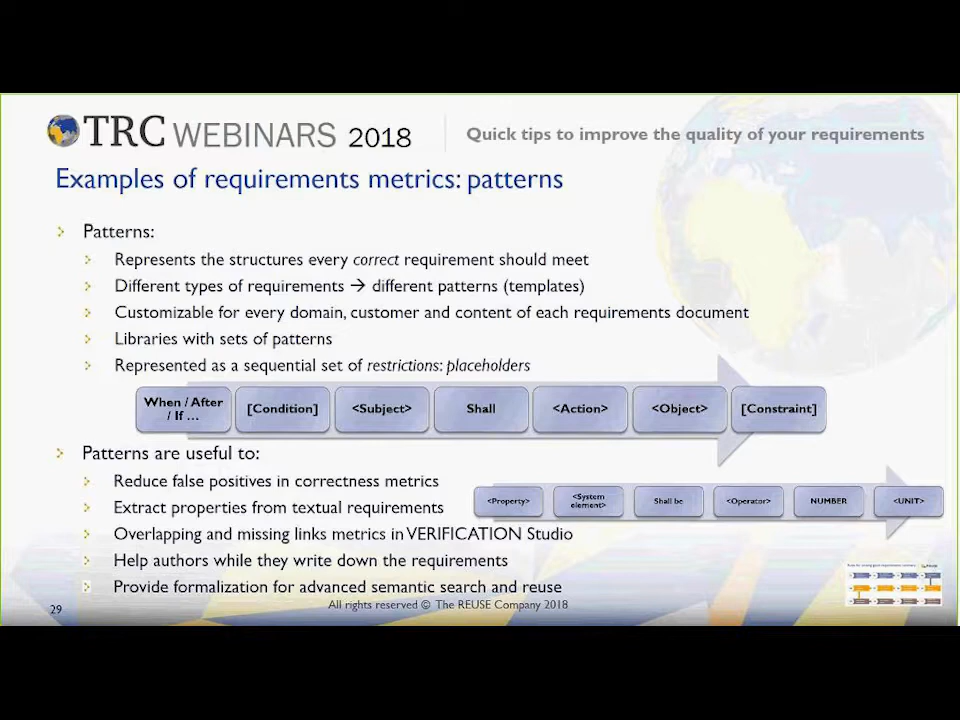 TRC WEBINARS 2018
Quick tips to improve the quality of your requirements
Examples of requirements metrics: patterns
Patterns:
Represents the structures every correct requirement should meet
Different types of requirements → different patterns (templates)
Customizable for every domain, customer and content of each requirements document
Libraries with sets of patterns
Represented as a sequential set of restrictions: placeholders
When / After / If ...
[Condition]
<Subject>
Shall
<Action>
<Object>
[Constraint]
Patterns are useful to:
Reduce false positives in correctness metrics
Extract properties from textual requirements
Overlapping and missing links metrics in VERIFICATION Studio
Help authors while they write down the requirements
Provide formalization for advanced semantic search and reuse
<Property>
<System element>
Shall be
<Operator>
NUMBER
<UNIT>
29
All rights reserved © The REUSE Company 2018